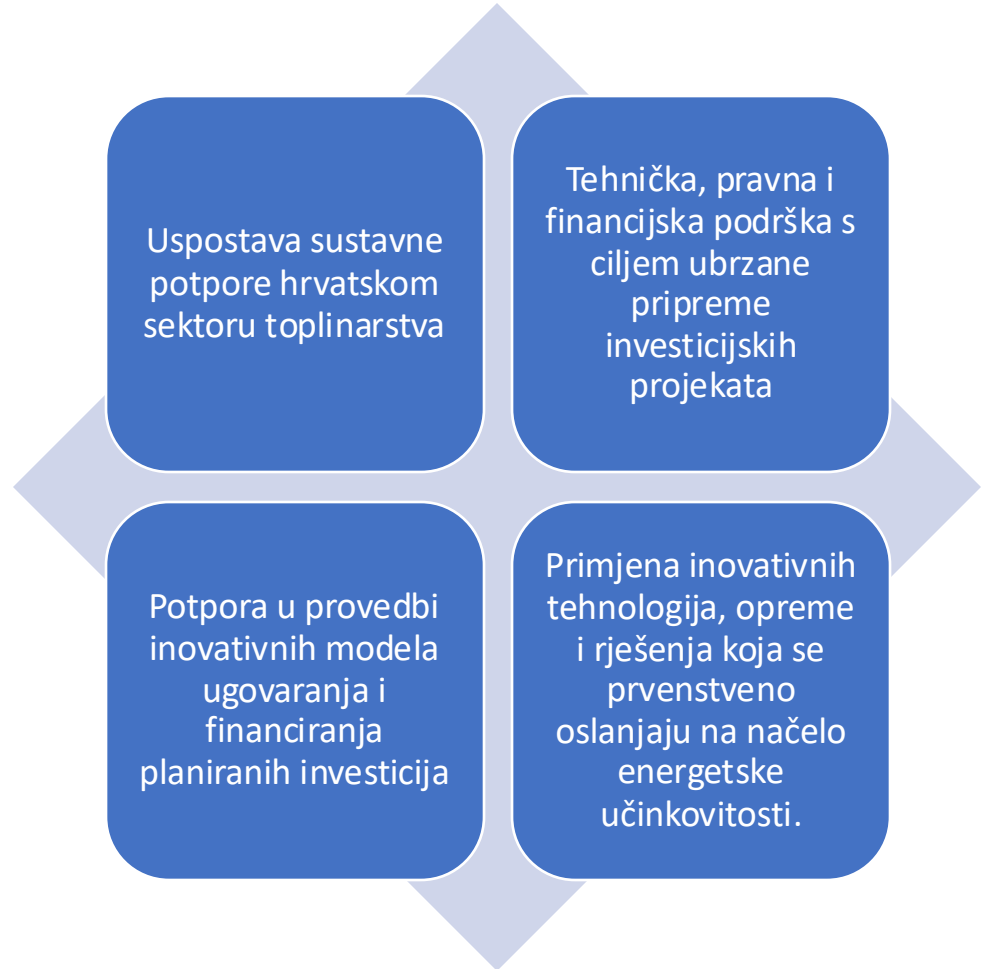 Uspostava sustavne
potpore hrvatskom
sektoru toplinarstva
Tehnička, pravna i
financijska podrška s
ciljem ubrzane
pripreme
investicijskih
projekata
Potpora u provedbi
inovativnih modela
ugovaranja i
financiranja
planiranih investicija
Primjena inovativnih
tehnologija, opreme
i rješenja koja se
prvenstveno
oslanjaju na načelo
energetske
učinkovitosti.